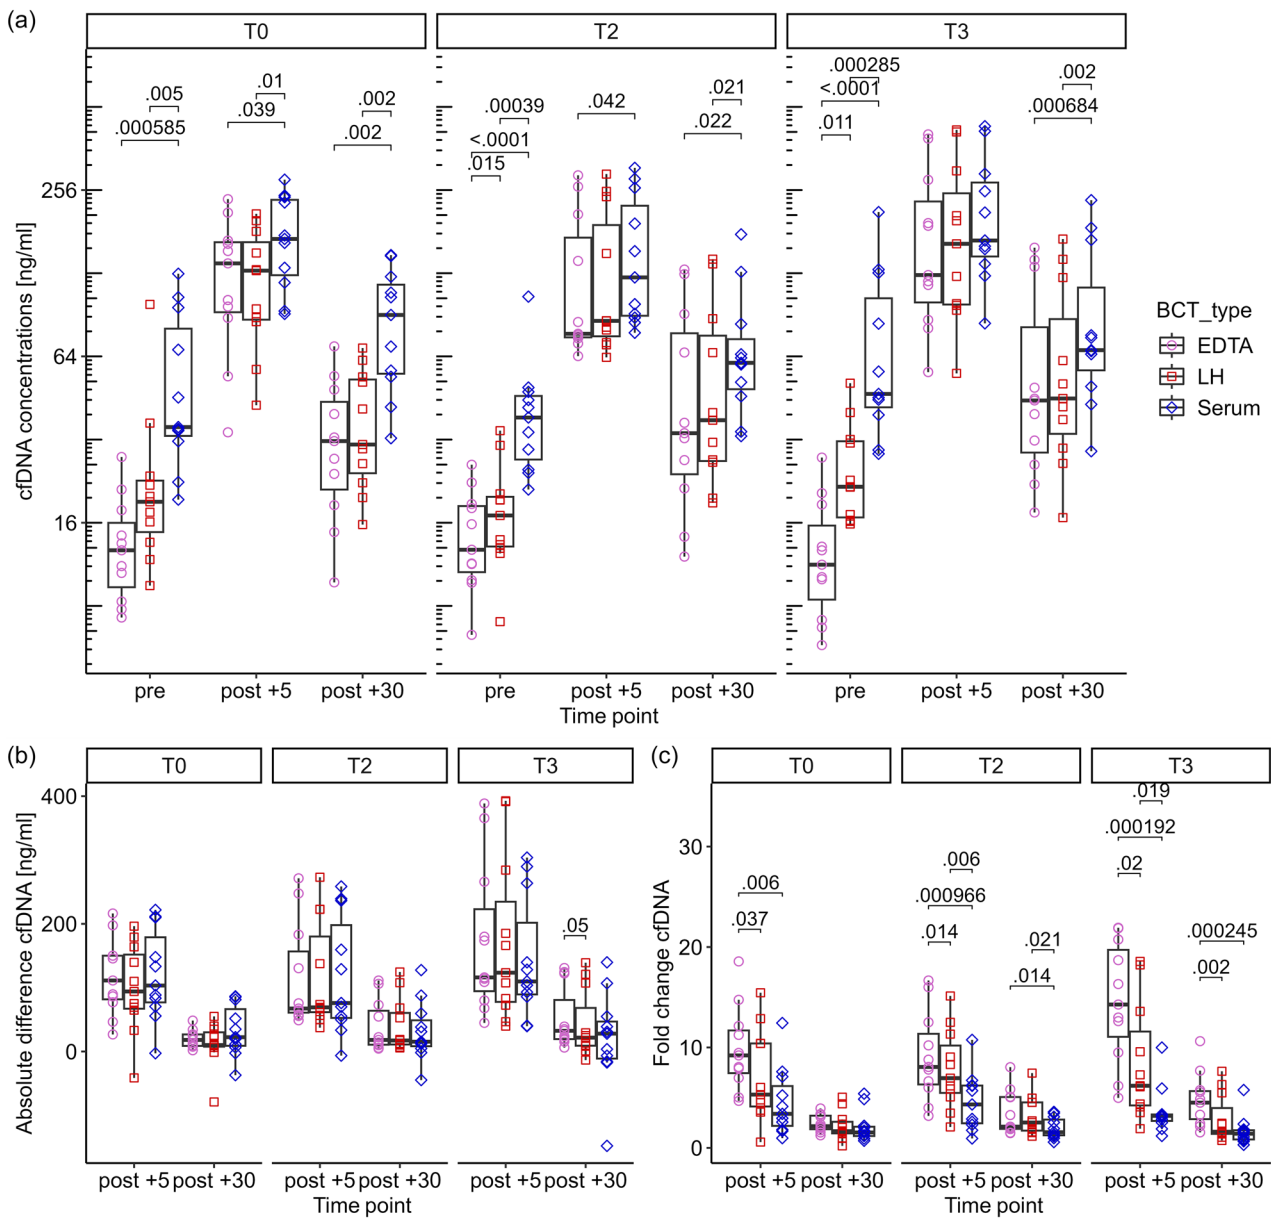 (a)
T0
T2
T3
cfDNA concentrations [ng/ml]
256
64
16
.005
.000585
.01
.039
.002
.002
.00039
<.0001
.015
.042
.021
.022
.000285
<.0001
.011
.002
.000684
pre
post +5
post +30
pre
post +5
post +30
pre
post +5
post +30
Time point
BCT_type
EDTA
LH
Serum
(b)
T0
T2
T3
Absolute difference cfDNA [ng/ml]
400
200
0
.05
post +5
post +30
post +5
post +30
post +5
post +30
Time point
(c)
T0
T2
T3
Fold change cfDNA
30
20
10
0
.006
.037
.006
.000966
.014
.021
.014
.019
.000192
.02
.000245
.002
post +5
post +30
post +5
post +30
post +5
post +30
Time point